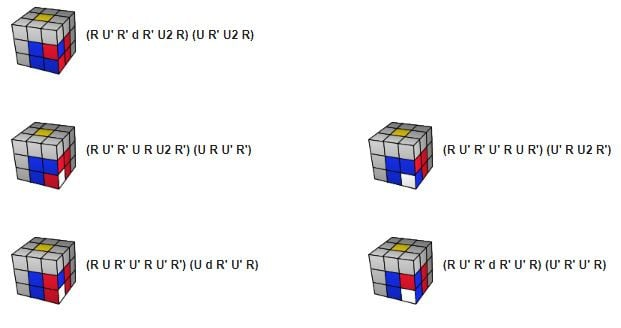 (R U' R' d R' U2 R) (U R' U2 R)
(R U' R' U R U2 R') (U R U' R')
(R U' R' U' R U R') (U' R U2 R')
(R U R' U' R U' R') (U d R' U' R)
(R U' R' d R' U' R) (U' R' U' R)